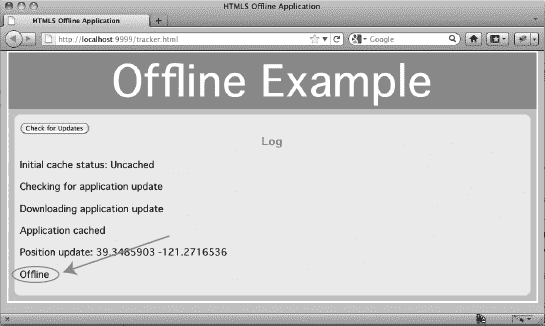 HTML5 Offline Application
HTML5 Offline Application
http://localhost:9999/tracker.html
Google
Offline Example
Check for Updates
Log
Initial cache status: Uncached
Checking for application update
Downloading application update
Application cached
Position update: 39.3485903 -121.2716536
Offline